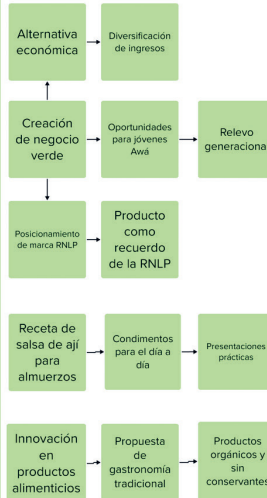 Alternativa
económica
Diversificación
de ingresos
Creación
de negocio
verde
Oportunidades
para jóvenes
Awá
Relevo
generacional
Posicionamiento
de marca RNLP
Producto
como
recuerdo
de la RNLP
Receta de
salsa de ají
para
almuerzos
Condimentos
para el día a
día
Presentaciones
prácticas
Innovación
en
productos
alimenticios
Propuesta
de
gastronomía
tradicional
Productos
orgánicos y
sin
conservantes